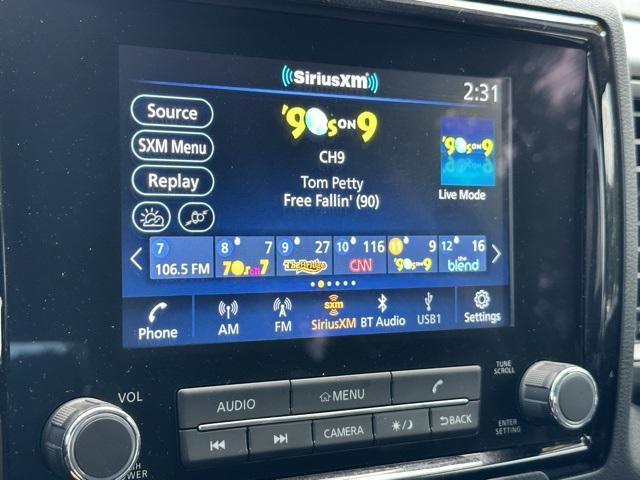 SiriusXM
2:31
Source
SXM Menu
Replay
'90s ON 9
CH9
Tom Petty
Free Fallin' (90)
'90s ON 9
Live Mode
7
106.5 FM
8 7
70s on 7
9 27
The Bridge
10 116
CNN
11 9
'90s ON 9
12 16
the blend
Phone
AM
FM
sxm
SiriusXM
BT Audio
USB1
Settings
VOL
TUNE
SCROLL
AUDIO
MENU
CAMERA
BACK
ENTER
SETTING
POWER